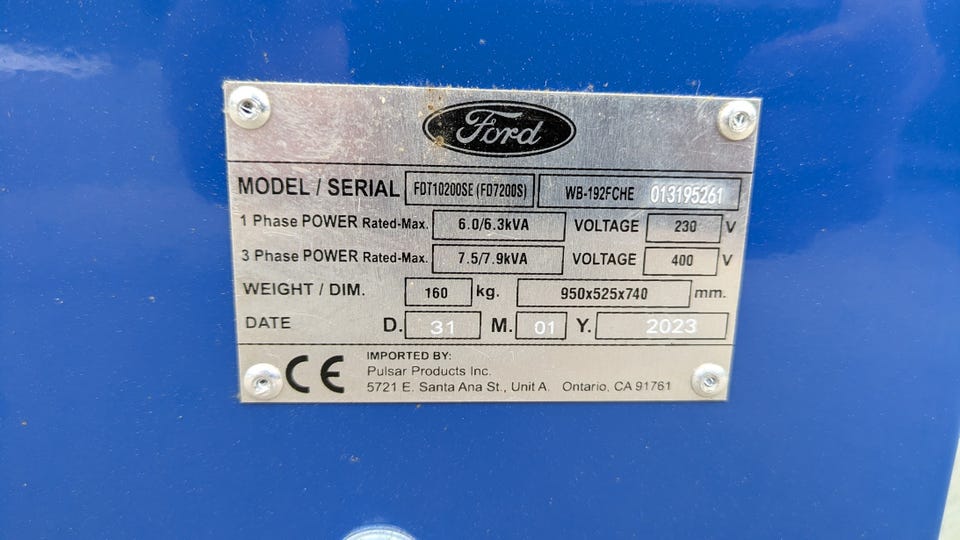 Ford
MODEL / SERIAL FDT10200SE (FD7200S) WB-192FCHE 013195261
1 Phase POWER Rated-Max. 6.0/6.3kVA VOLTAGE 230 V
3 Phase POWER Rated-Max. 7.5/7.9kVA VOLTAGE 400 V
WEIGHT / DIM. 160 kg. 950x525x740 mm.
DATE D. 31 M. 01 Y. 2023
CE IMPORTED BY:
Pulsar Products Inc.
5721 E. Santa Ana St., Unit A. Ontario, CA 91761